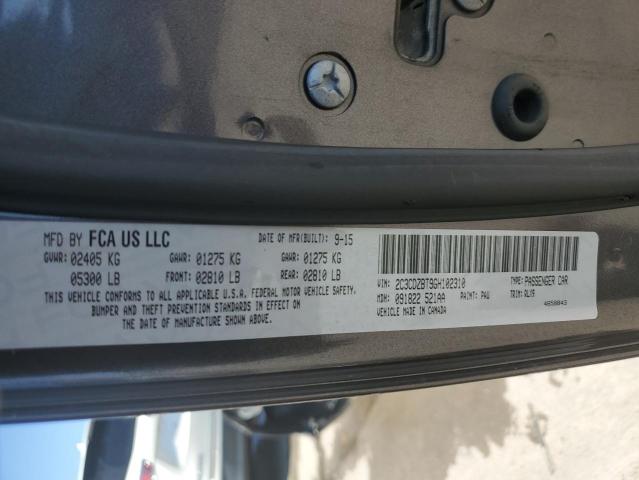 MFD BY FCA US LLC
DATE OF MFR(BUILT): 9-15
GVWR: 02405 KG GAWR: 01275 KG GAWR: 01275 KG
05300 LB FRONT: 02810 LB REAR: 02810 LB
THIS VEHICLE CONFORMS TO ALL APPLICABLE U.S.A. FEDERAL MOTOR VEHICLE SAFETY,
BUMPER AND THEFT PREVENTION STANDARDS IN EFFECT ON
THE DATE OF MANUFACTURE SHOWN ABOVE.
VIN: 2C3CDZBT9GH102310 TYPE: PASSENGER CAR
MDH: 091822 521AA PAINT: PAU TRIM: RLX9
VEHICLE MADE IN CANADA 4658043